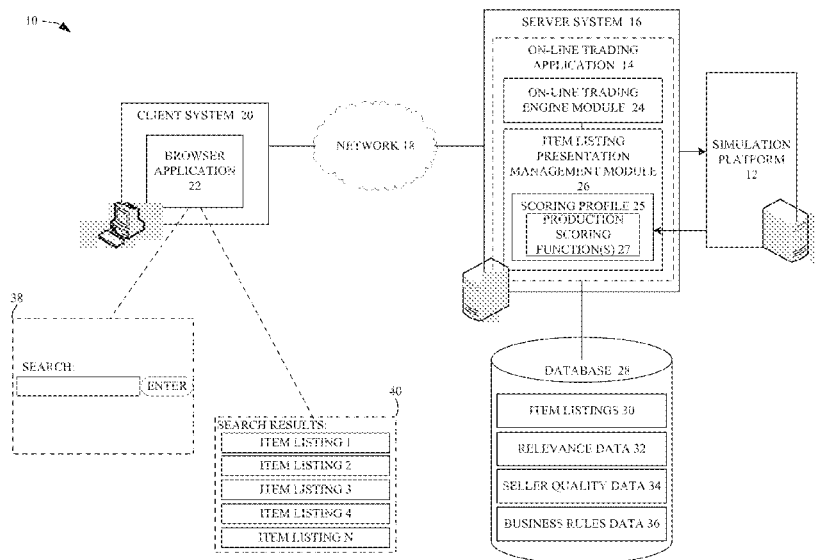 10
SERVER SYSTEM 16
ON-LINE TRADING
APPLICATION 14
ON-LINE TRADING
ENGINE MODULE 24
ITEM LISTING
PRESENTATION
MANAGEMENT MODULE
26
SCORING PROFILE 25
PRODUCTION
SCORING
FUNCTION(S) 27
SIMULATION
PLATFORM
12
CLIENT SYSTEM 20
BROWSER
APPLICATION
22
NETWORK 18
38
SEARCH:
ENTER
40
SEARCH RESULTS:
ITEM LISTING 1
ITEM LISTING 2
ITEM LISTING 3
ITEM LISTING 4
ITEM LISTING N
DATABASE 28
ITEM LISTINGS 30
RELEVANCE DATA 32
SELLER QUALITY DATA 34
BUSINESS RULES DATA 36